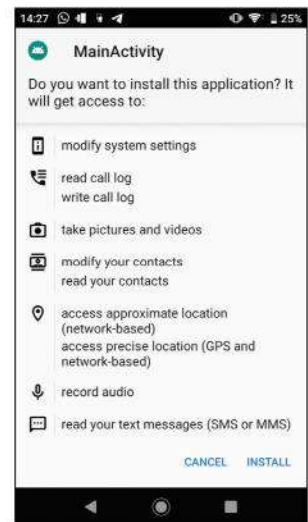 14:27 25%
MainActivity
Do you want to install this application? It
will get access to:
modify system settings
read call log
write call log
take pictures and videos
modify your contacts
read your contacts
access approximate location
(network-based)
access precise location (GPS and
network-based)
record audio
read your text messages (SMS or MMS)
CANCEL INSTALL